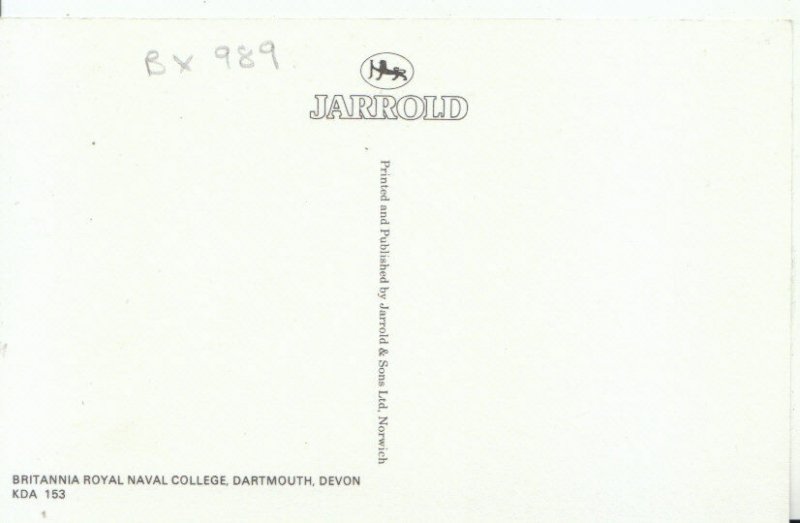 BX 989
JARROLD
Printed and Published by Jarrold & Sons Ltd, Norwich
BRITANNIA ROYAL NAVAL COLLEGE, DARTMOUTH, DEVON
KDA 153